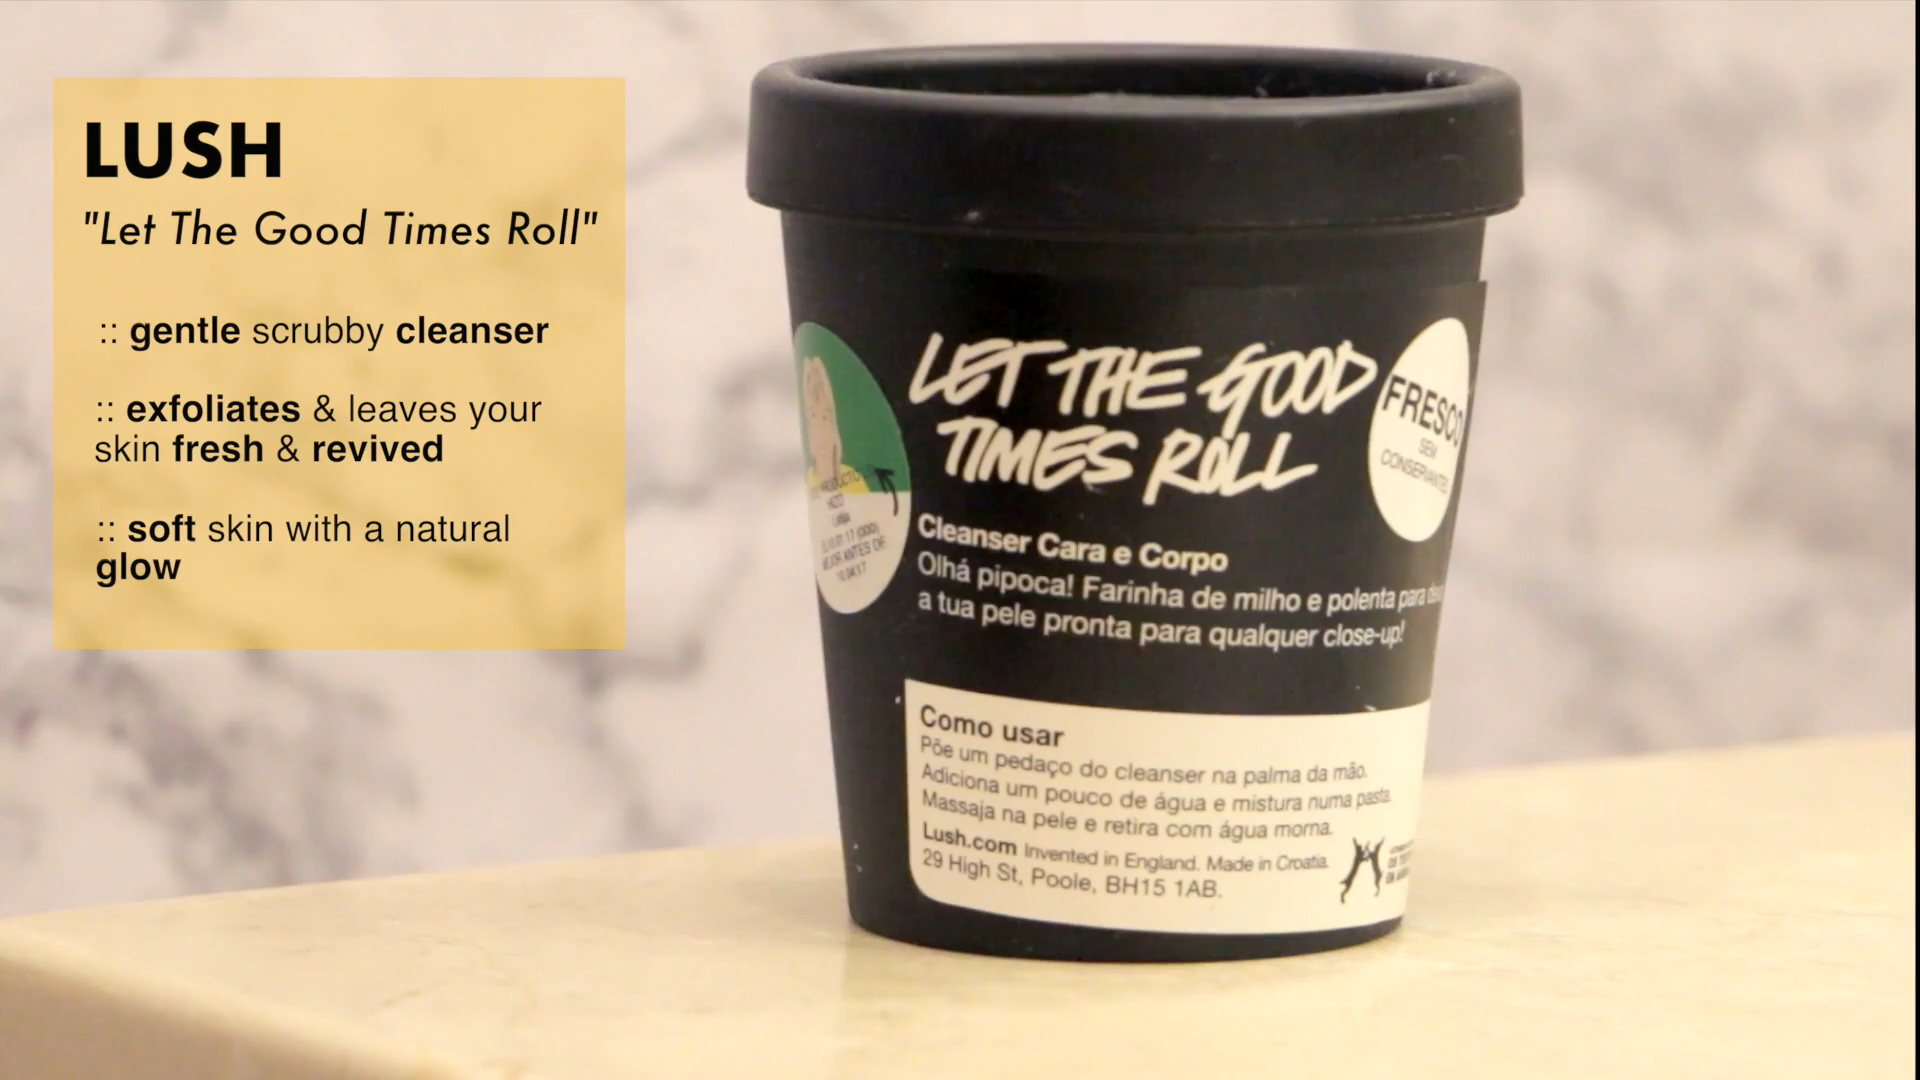 LUSH
"Let The Good Times Roll"
:: gentle scrubby cleanser
:: exfoliates & leaves your
skin fresh & revived
:: soft skin with a natural
glow
LET THE GOOD
TIMES ROLL
FRESCO
SEM
CONSERVANTES
Cleanser Cara e Corpo
Olhá pipoca! Farinha de milho e polenta para
a tua pele pronta para qualquer close-up!
Como usar
Põe um pedaço do cleanser na palma da mão.
Adiciona um pouco de água e mistura numa pasta.
Massaja na pele e retira com água morna.
Lush.com Invented in England. Made in Croatia.
29 High St, Poole, BH15 1AB.